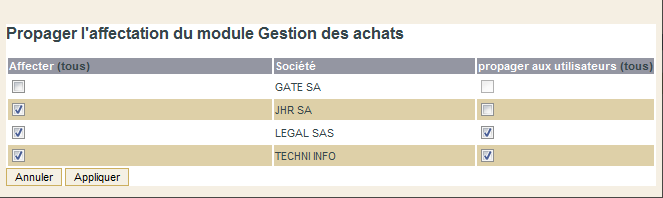 Propager l'affectation du module Gestion des achats
Affecter (tous) Société propager aux utilisateurs (tous)
GATE SA
JHR SA
LEGAL SAS
TECHNI INFO
Annuler Appliquer